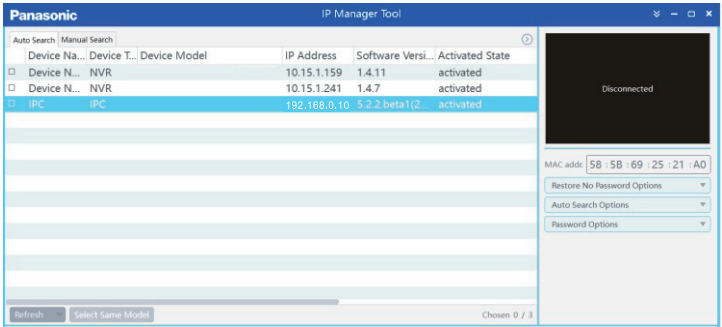 Panasonic IP Manager Tool
Auto Search Manual Search
Device Na... Device T... Device Model IP Address Software Versi... Activated State
Device N... NVR 10.15.1.159 1.4.11 activated
Device N... NVR 10.15.1.241 1.4.7 activated
IPC IPC 192.168.0.10 5.2.2.beta1(2... activated
Disconnected
MAC addr. 58 : 5B : 69 : 25 : 21 : A0
Restore No Password Options
Auto Search Options
Password Options
Refresh Select Same Model Chosen 0 / 3